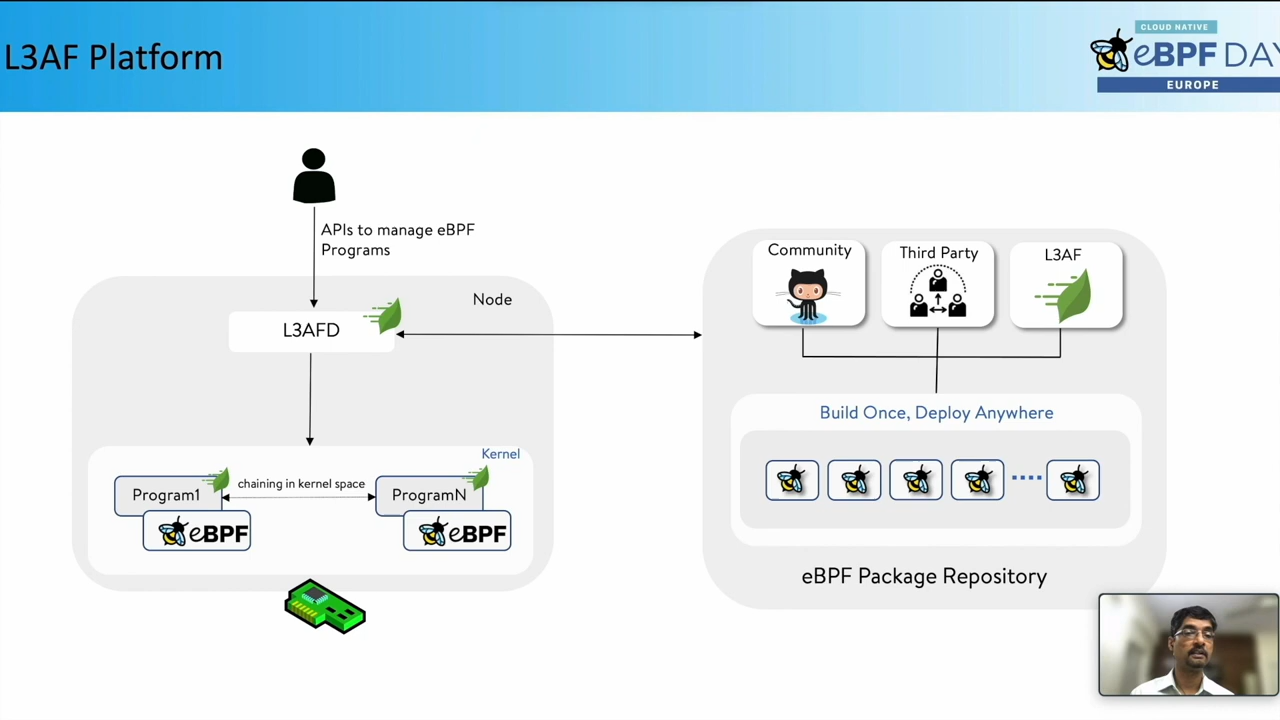 L3AF Platform
CLOUD NATIVE
eBPF DAY
EUROPE
APIs to manage eBPF
Programs
Node
L3AFD
Kernel
Program1
chaining in kernel space
ProgramN
eBPF
eBPF
Community
Third Party
L3AF
Build Once, Deploy Anywhere
eBPF Package Repository